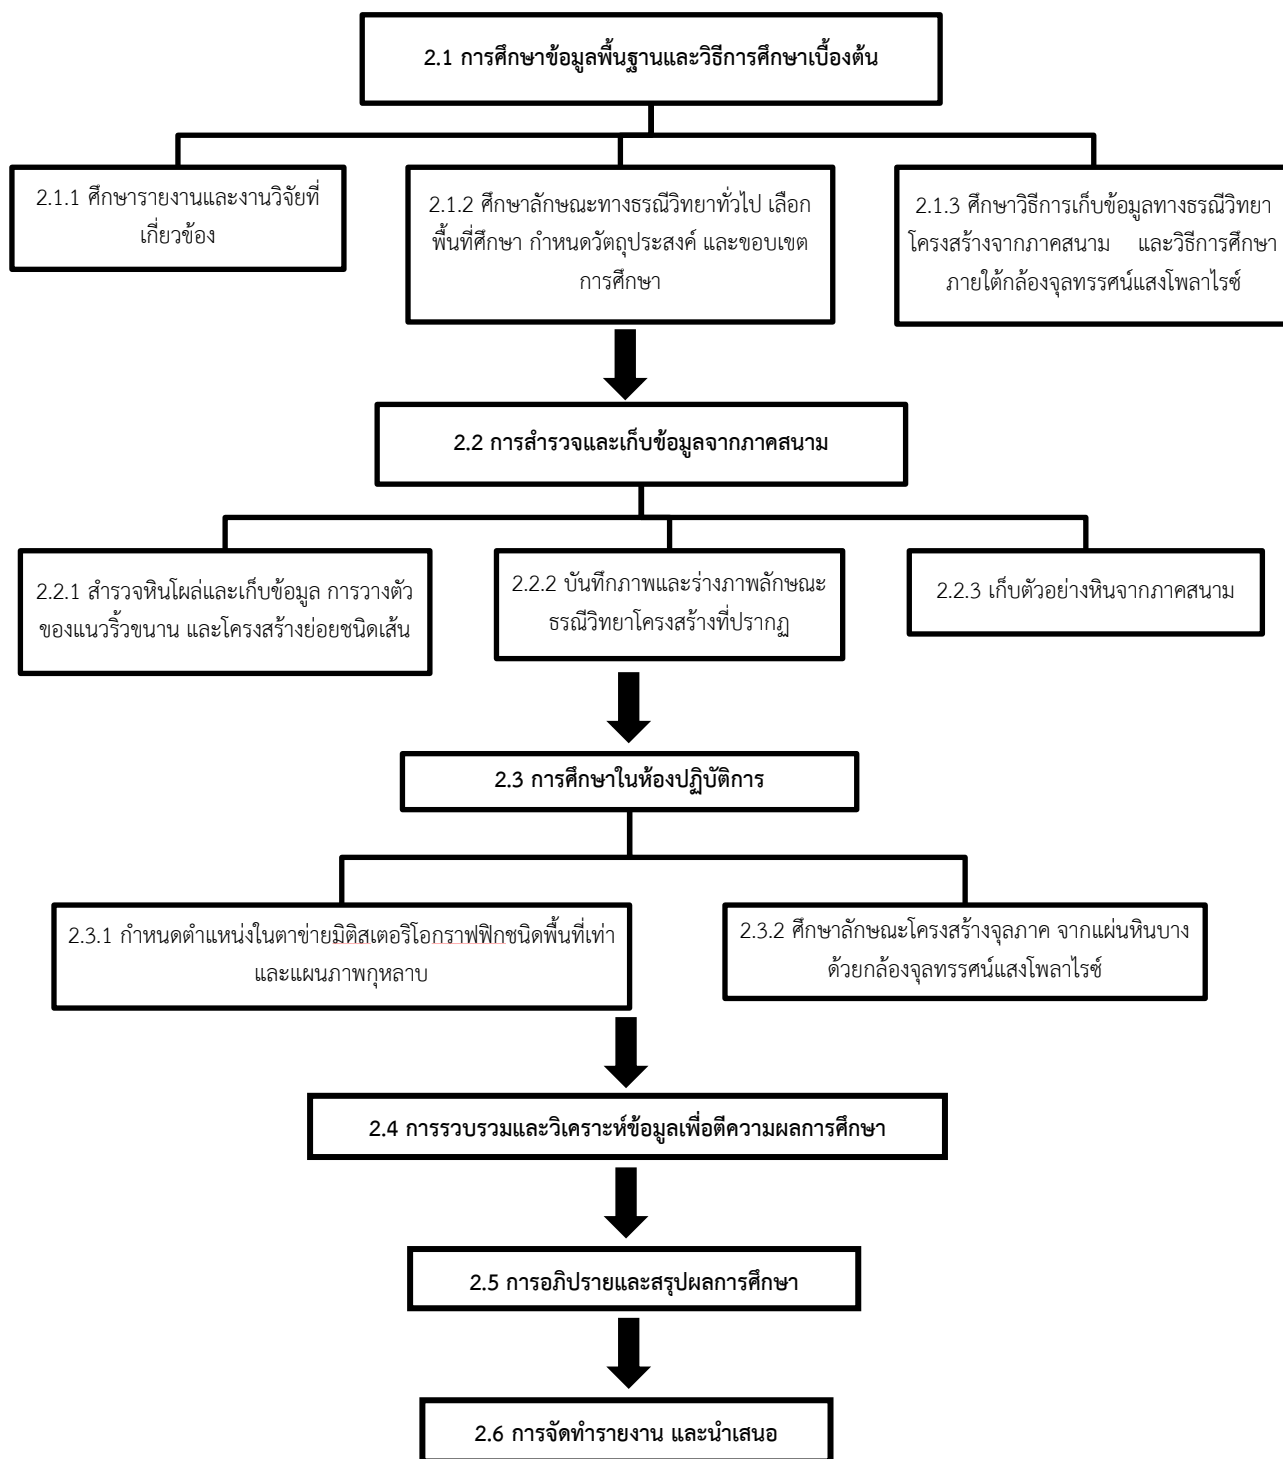 2.1 การศึกษาข้อมูลพื้นฐานและวิธีการศึกษาเบื้องต้น
2.1.1 ศึกษารายงานและงานวิจัยที่
เกี่ยวข้อง
2.1.2 ศึกษาลักษณะทางธรณีวิทยาทั่วไป เลือก
พื้นที่ศึกษา กำหนดวัตถุประสงค์ และขอบเขต
การศึกษา
2.1.3 ศึกษาวิธีการเก็บข้อมูลทางธรณีวิทยา
โครงสร้างจากภาคสนาม และวิธีการศึกษา
ภายใต้กล้องจุลทรรศน์แสงโพลาไรซ์
2.2 การสำรวจและเก็บข้อมูลจากภาคสนาม
2.2.1 สำรวจหินโผล่และเก็บข้อมูล การวางตัว
ของแนวริ้วขนาน และโครงสร้างย่อยชนิดเส้น
2.2.2 บันทึกภาพและร่างภาพลักษณะ
ธรณีวิทยาโครงสร้างที่ปรากฏ
2.2.3 เก็บตัวอย่างหินจากภาคสนาม
2.3 การศึกษาในห้องปฏิบัติการ
2.3.1 กำหนดตำแหน่งในตาข่ายมิติสเตอริโอกราฟฟิกชนิดพื้นที่เท่า
และแผนภาพกุหลาบ
2.3.2 ศึกษาลักษณะโครงสร้างจุลภาค จากแผ่นหินบาง
ด้วยกล้องจุลทรรศน์แสงโพลาไรซ์
2.4 การรวบรวมและวิเคราะห์ข้อมูลเพื่อตีความผลการศึกษา
2.5 การอภิปรายและสรุปผลการศึกษา
2.6 การจัดทำรายงาน และนำเสนอ